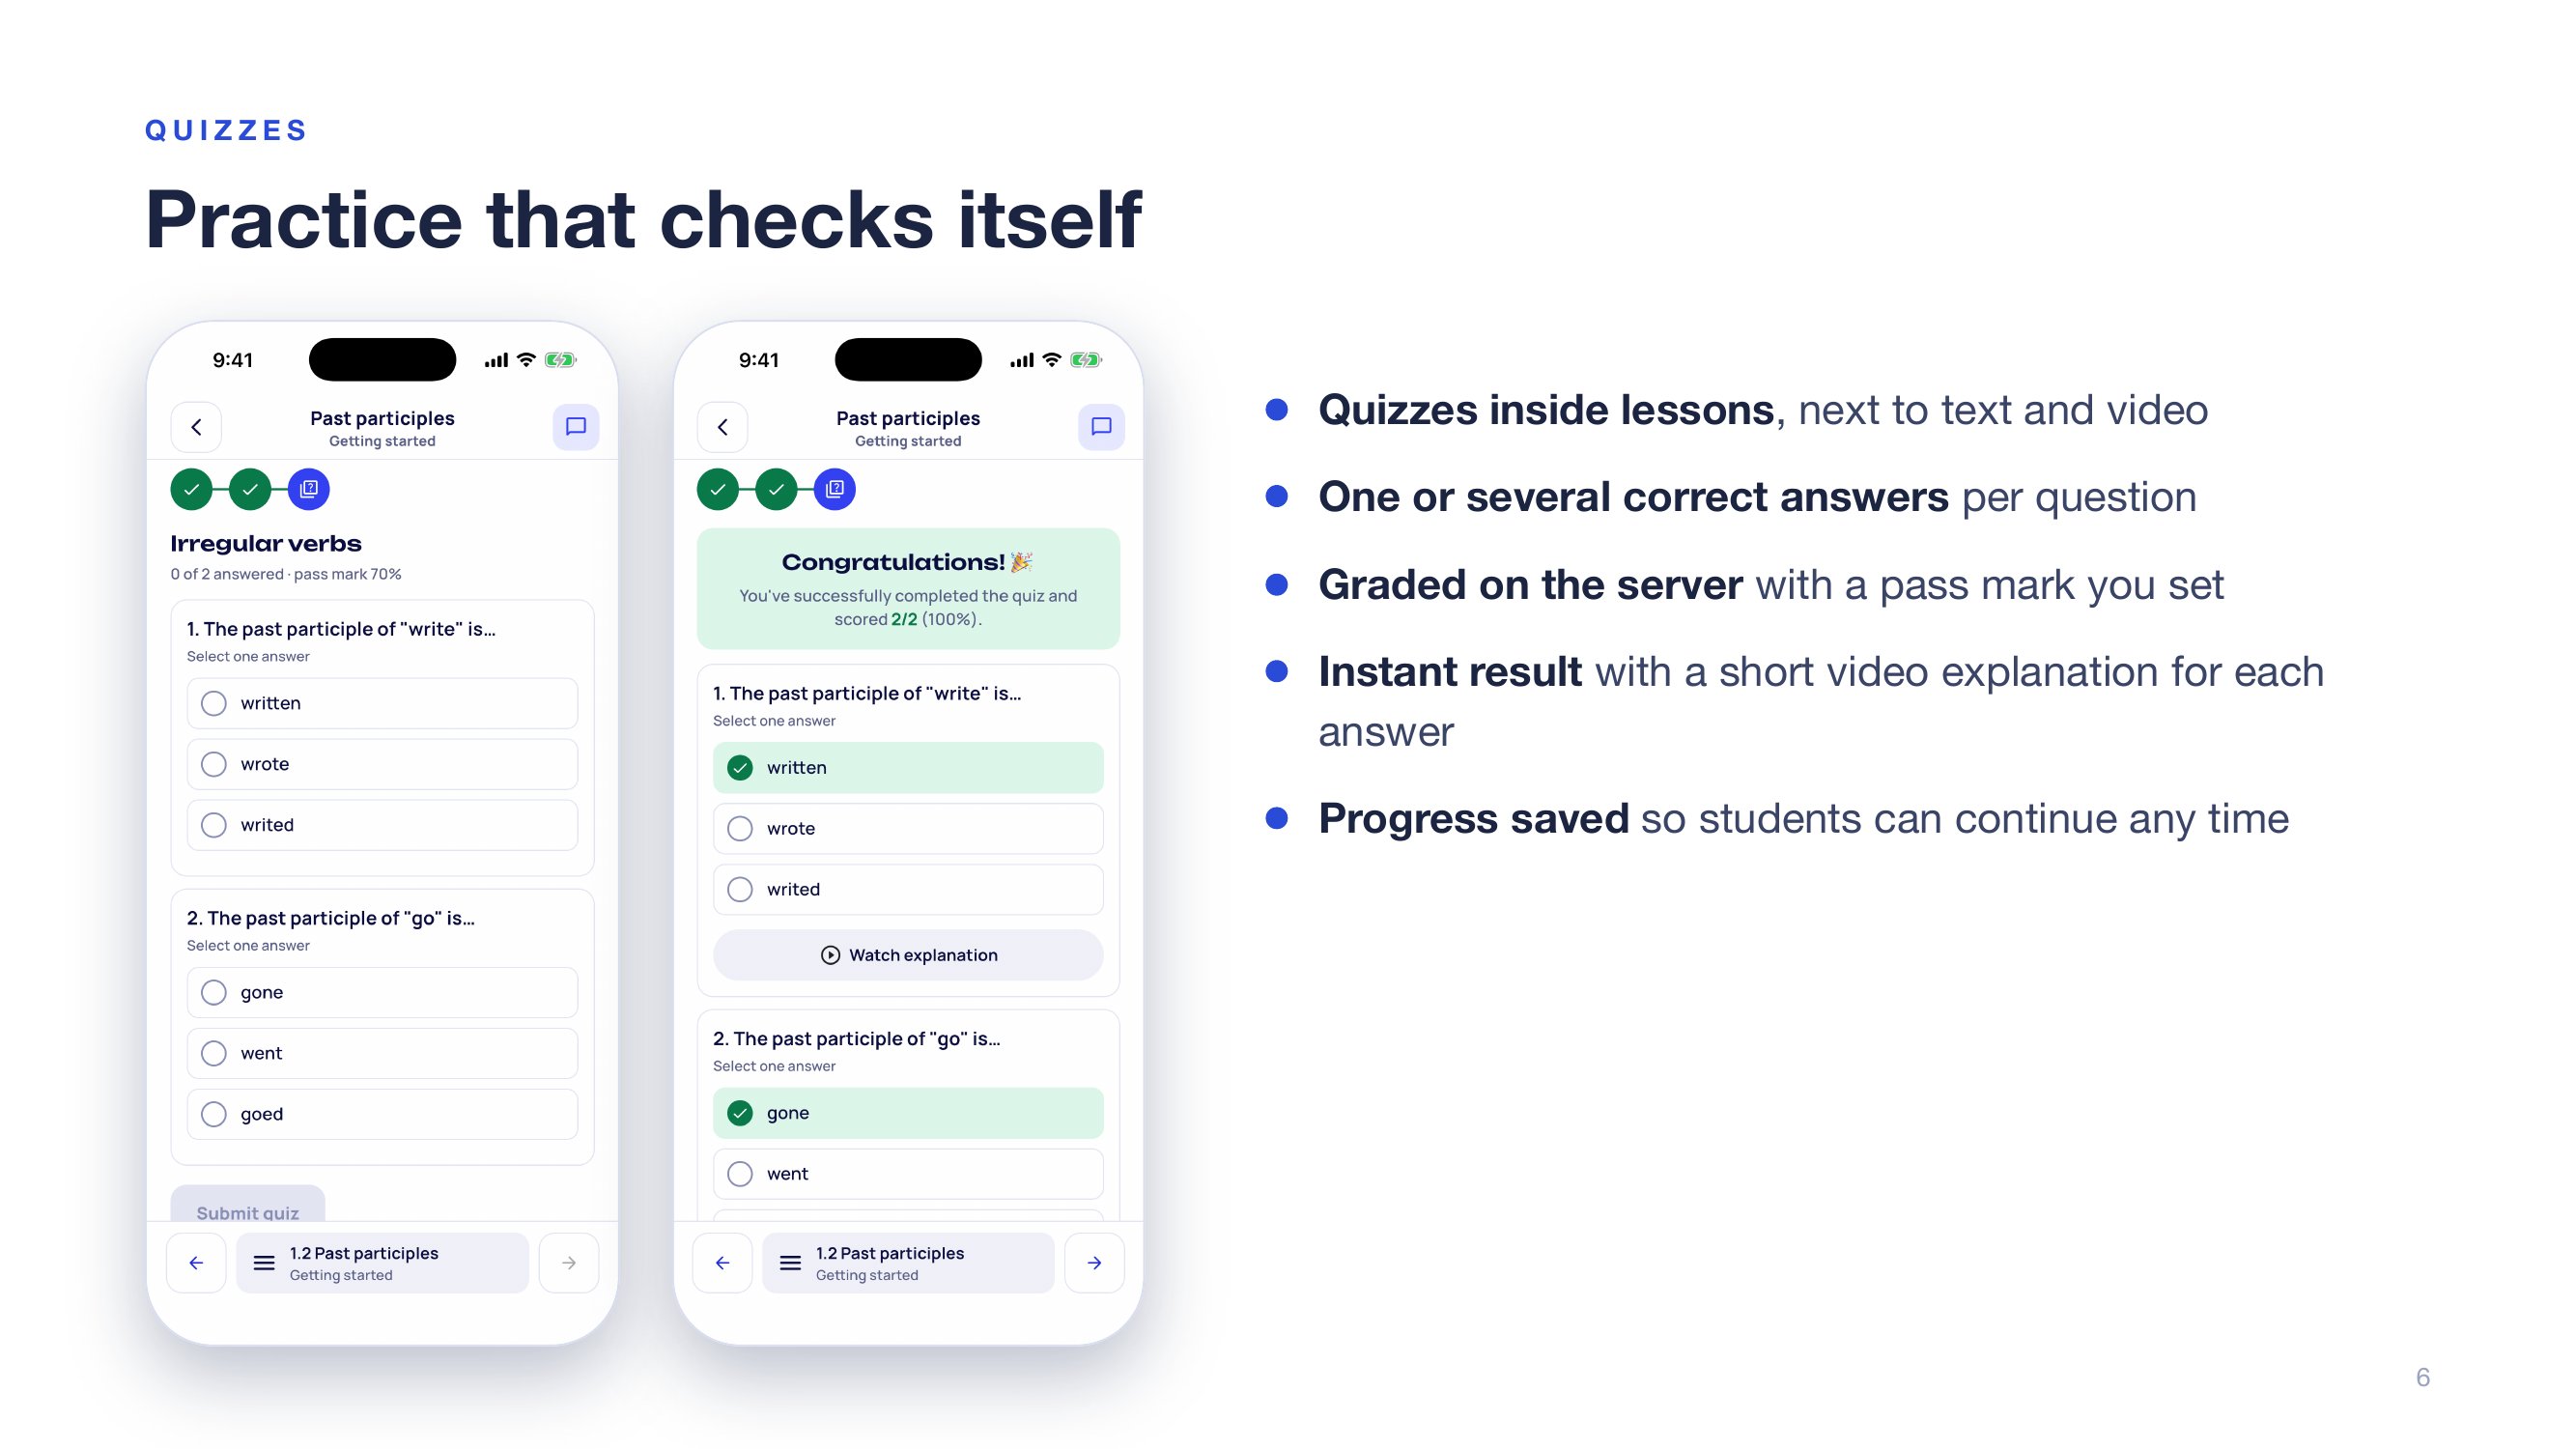 QUIZZES
Practice that checks itself
9:41
Past participles
Getting started
Irregular verbs
0 of 2 answered · pass mark 70%
1. The past participle of "write" is...
Select one answer
written
wrote
writed
2. The past participle of "go" is...
Select one answer
gone
went
goed
Submit quiz
1.2 Past participles
Getting started
9:41
Past participles
Getting started
Congratulations! 🎉
You've successfully completed the quiz and
scored 2/2 (100%).
1. The past participle of "write" is...
Select one answer
written
wrote
writed
Watch explanation
2. The past participle of "go" is...
Select one answer
gone
went
1.2 Past participles
Getting started
Quizzes inside lessons, next to text and video
One or several correct answers per question
Graded on the server with a pass mark you set
Instant result with a short video explanation for each
answer
Progress saved so students can continue any time
6